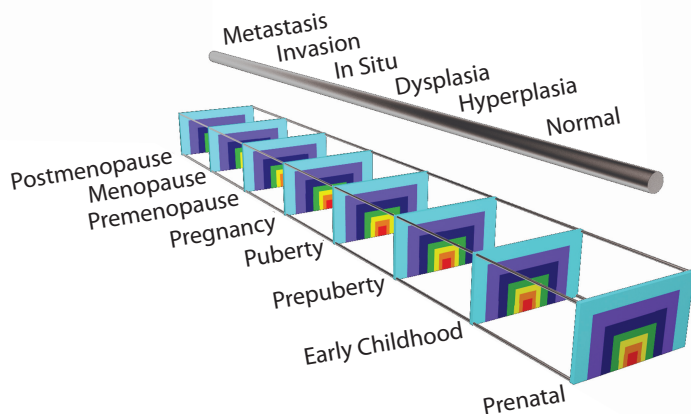 Metastasis
Invasion
In Situ
Dysplasia
Hyperplasia
Normal
Postmenopause
Menopause
Premenopause
Pregnancy
Puberty
Prepuberty
Early Childhood
Prenatal